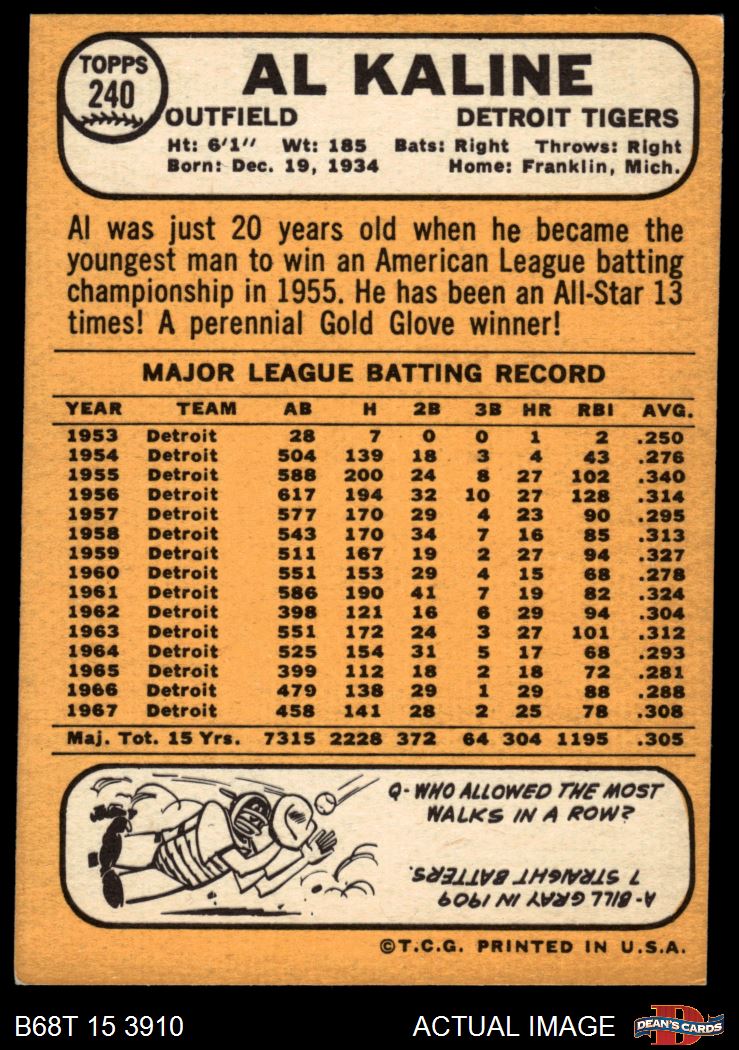 TOPPS
240
AL KALINE
OUTFIELD DETROIT TIGERS
Ht: 6'1" Wt: 185 Bats: Right Throws: Right
Born: Dec. 19, 1934 Home: Franklin, Mich.
Al was just 20 years old when he became the
youngest man to win an American League batting
championship in 1955. He has been an All-Star 13
times! A perennial Gold Glove winner!
MAJOR LEAGUE BATTING RECORD
YEAR TEAM AB H 2B 3B HR RBI AVG.
1953 Detroit 28 7 0 0 1 2 .250
1954 Detroit 504 139 18 3 4 43 .276
1955 Detroit 588 200 24 8 27 102 .340
1956 Detroit 617 194 32 10 27 128 .314
1957 Detroit 577 170 29 4 23 90 .295
1958 Detroit 543 170 34 7 16 85 .313
1959 Detroit 511 167 19 2 27 94 .327
1960 Detroit 551 153 29 4 15 68 .278
1961 Detroit 586 190 41 7 19 82 .324
1962 Detroit 398 121 16 6 29 94 .304
1963 Detroit 551 172 24 3 27 101 .312
1964 Detroit 525 154 31 5 17 68 .293
1965 Detroit 399 112 18 2 18 72 .281
1966 Detroit 479 138 29 1 29 88 .288
1967 Detroit 458 141 28 2 25 78 .308
Maj. Tot. 15 Yrs. 7315 2228 372 64 304 1195 .305
Q- WHO ALLOWED THE MOST
WALKS IN A ROW?
A- BILL GRAY IN 1909
7 STRAIGHT BATTERS.
©T.C.G. PRINTED IN U.S.A.
B68T 15 3910 ACTUAL IMAGE
D
DEAN'S CARDS